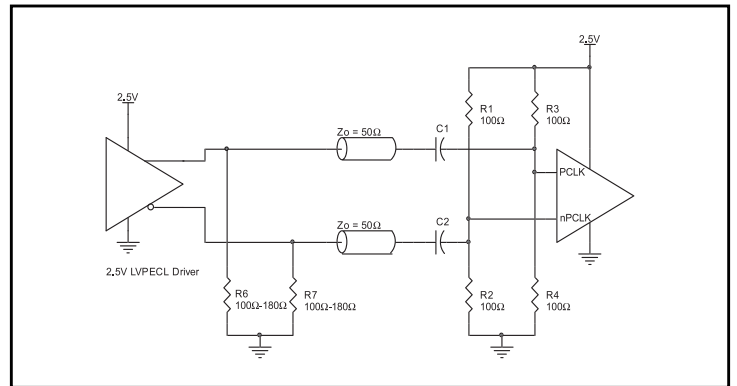 2.5V
2.5V
Zo = 50Ω
C1
R1
100Ω
R3
100Ω
PCLK
Zo = 50Ω
C2
nPCLK
2.5V LVPECL Driver
R6
100Ω-180Ω
R7
100Ω-180Ω
R2
100Ω
R4
100Ω